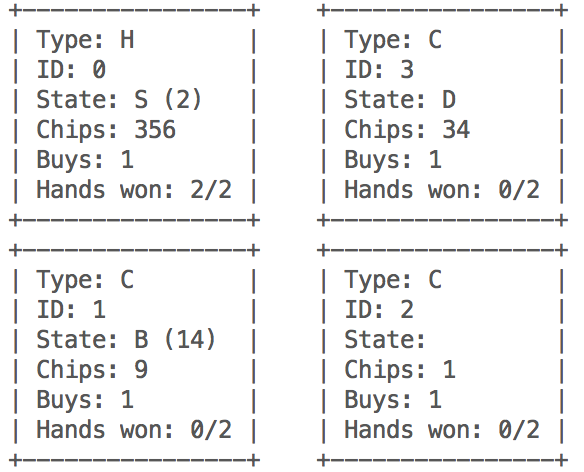 +-----------------+    +-----------------+
| Type: H         |    | Type: C         |
| ID: 0           |    | ID: 3           |
| State: S (2)    |    | State: D        |
| Chips: 356      |    | Chips: 34       |
| Buys: 1         |    | Buys: 1         |
| Hands won: 2/2  |    | Hands won: 0/2  |
+-----------------+    +-----------------+
+-----------------+    +-----------------+
| Type: C         |    | Type: C         |
| ID: 1           |    | ID: 2           |
| State: B (14)   |    | State:          |
| Chips: 9        |    | Chips: 1        |
| Buys: 1         |    | Buys: 1         |
| Hands won: 0/2  |    | Hands won: 0/2  |
+-----------------+    +-----------------+